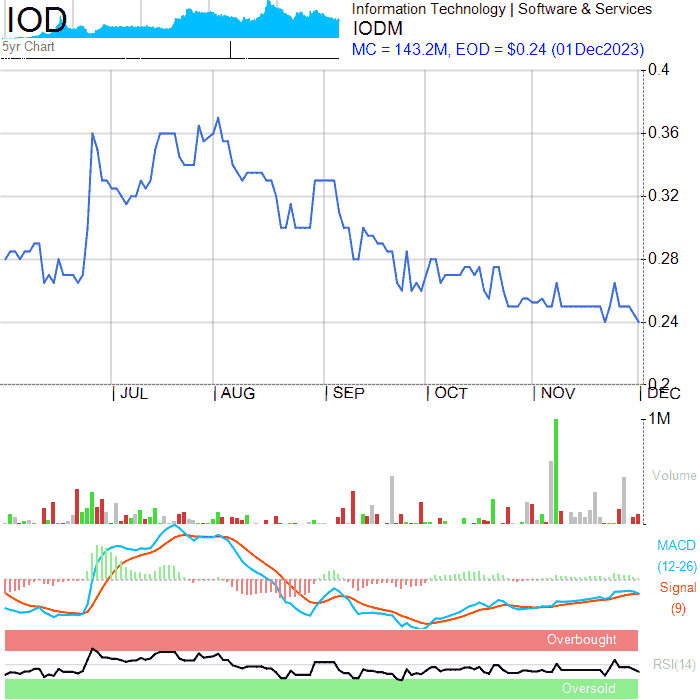 IOD
5yr Chart
Information Technology | Software & Services
IODM
MC = 143.2M, EOD = $0.24 (01Dec2023)
0.4
0.36
0.32
0.28
0.24
0.2
JUL AUG SEP OCT NOV DEC
1M
Volume
MACD
(12-26)
Signal
(9)
Overbought
RSI(14)
Oversold